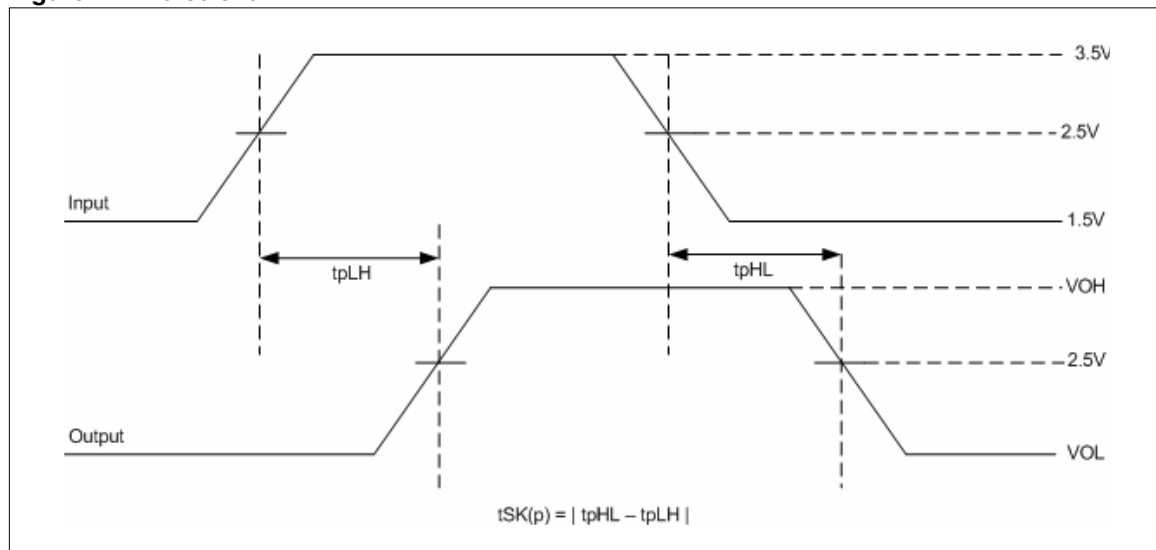 3.5V
2.5V
Input
1.5V
tpLH
tpHL
VOH
2.5V
Output
VOL
tSK(p) = | tpHL – tpLH |